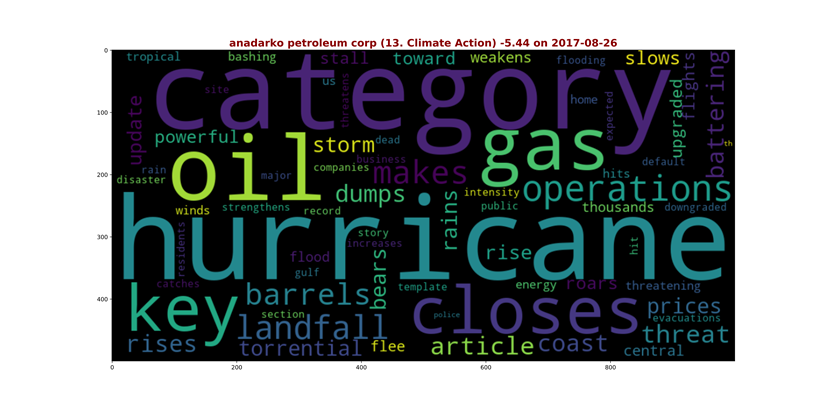 anadarko petroleum corp (13. Climate Action) -5.44 on 2017-08-26
0
100
200
300
400
0
200
400
600
800
tropical
bashing
stall
toward
weakens
flooding
slows
battering
category
site
us
threatens
home
expected
flights
upgraded
update
powerful
storm
dead
gas
th
oil
rain
major
business
companies
makes
hits
default
disaster
intensity
operations
winds
strengthens
record
dumps
rains
public
thousands
downgraded
hurricane
residents
story
increases
flood
gulf
bears
rise
hit
catches
template
energy
roars
threatening
key
barrels
section
police
closes
prices
evacuations
landfall
threat
rises
torrential
flee
article
coast
central